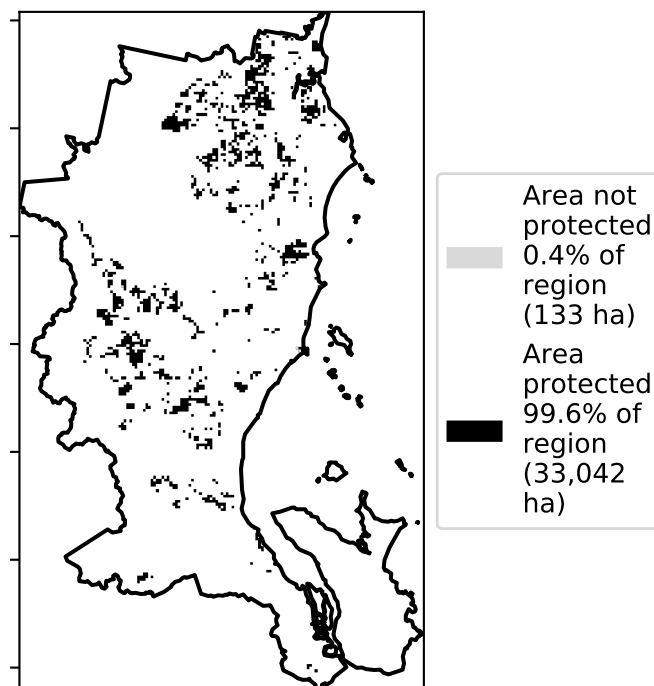 Area not
protected
0.4% of
region
(133 ha)
Area
protected
99.6% of
region
(33,042
ha)